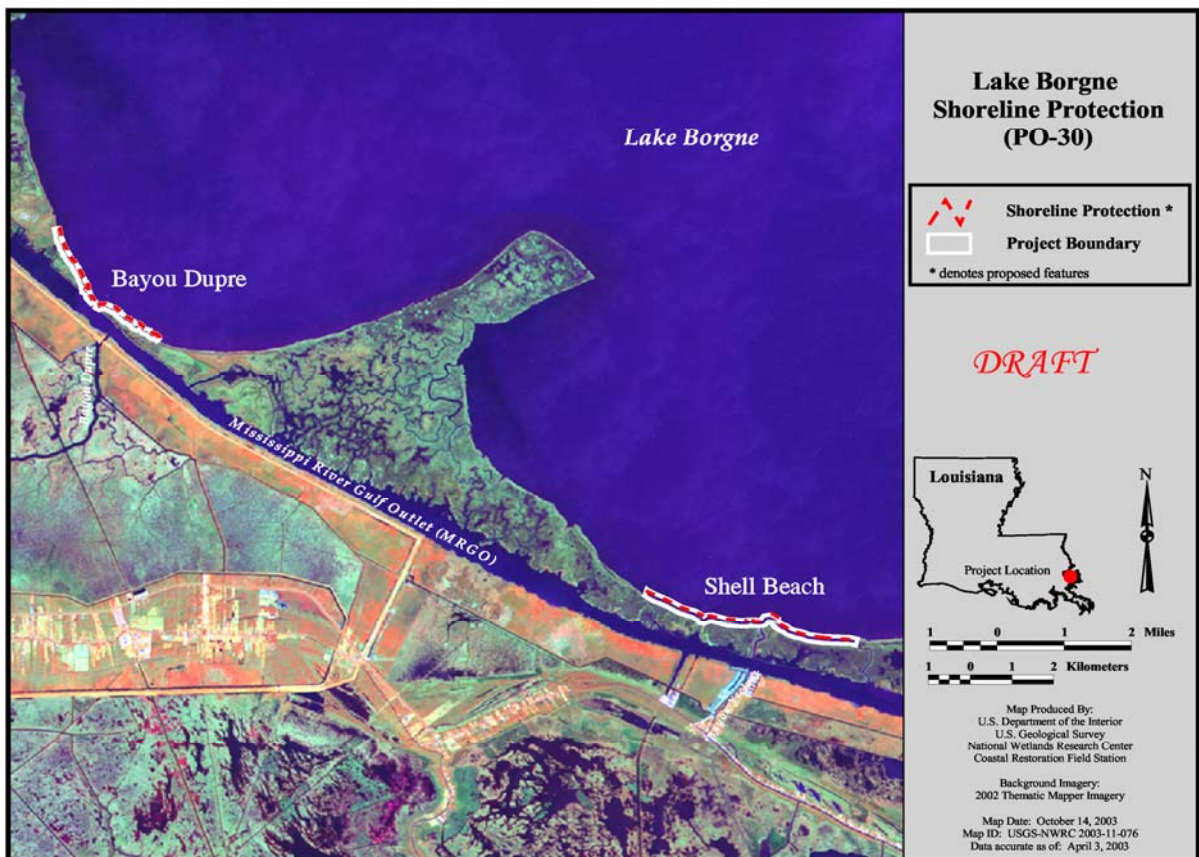 Lake Borgne
Shoreline Protection
(PO-30)
Shoreline Protection *
Project Boundary
* denotes proposed features
DRAFT
Lake Borgne
Bayou Dupre
Bayou Dupre
Mississippi River Gulf Outlet (MRGO)
Shell Beach
Louisiana
N
Project Location
1 0 1 2 Miles
1 0 1 2 Kilometers
Map Produced By:
U.S. Department of the Interior
U.S. Geological Survey
National Wetlands Research Center
Coastal Restoration Field Station
Background Imagery:
2002 Thematic Mapper Imagery
Map Date: October 14, 2003
Map ID: USGS-NWRC 2003-11-076
Data accurate as of: April 3, 2003